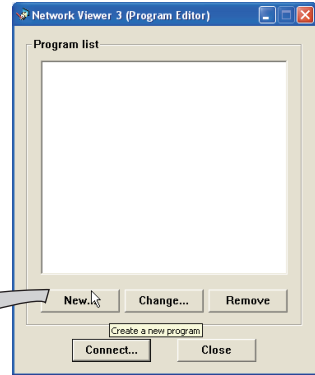 Network Viewer 3 (Program Editor)
Program list
New... Change... Remove
Create a new program
Connect... Close